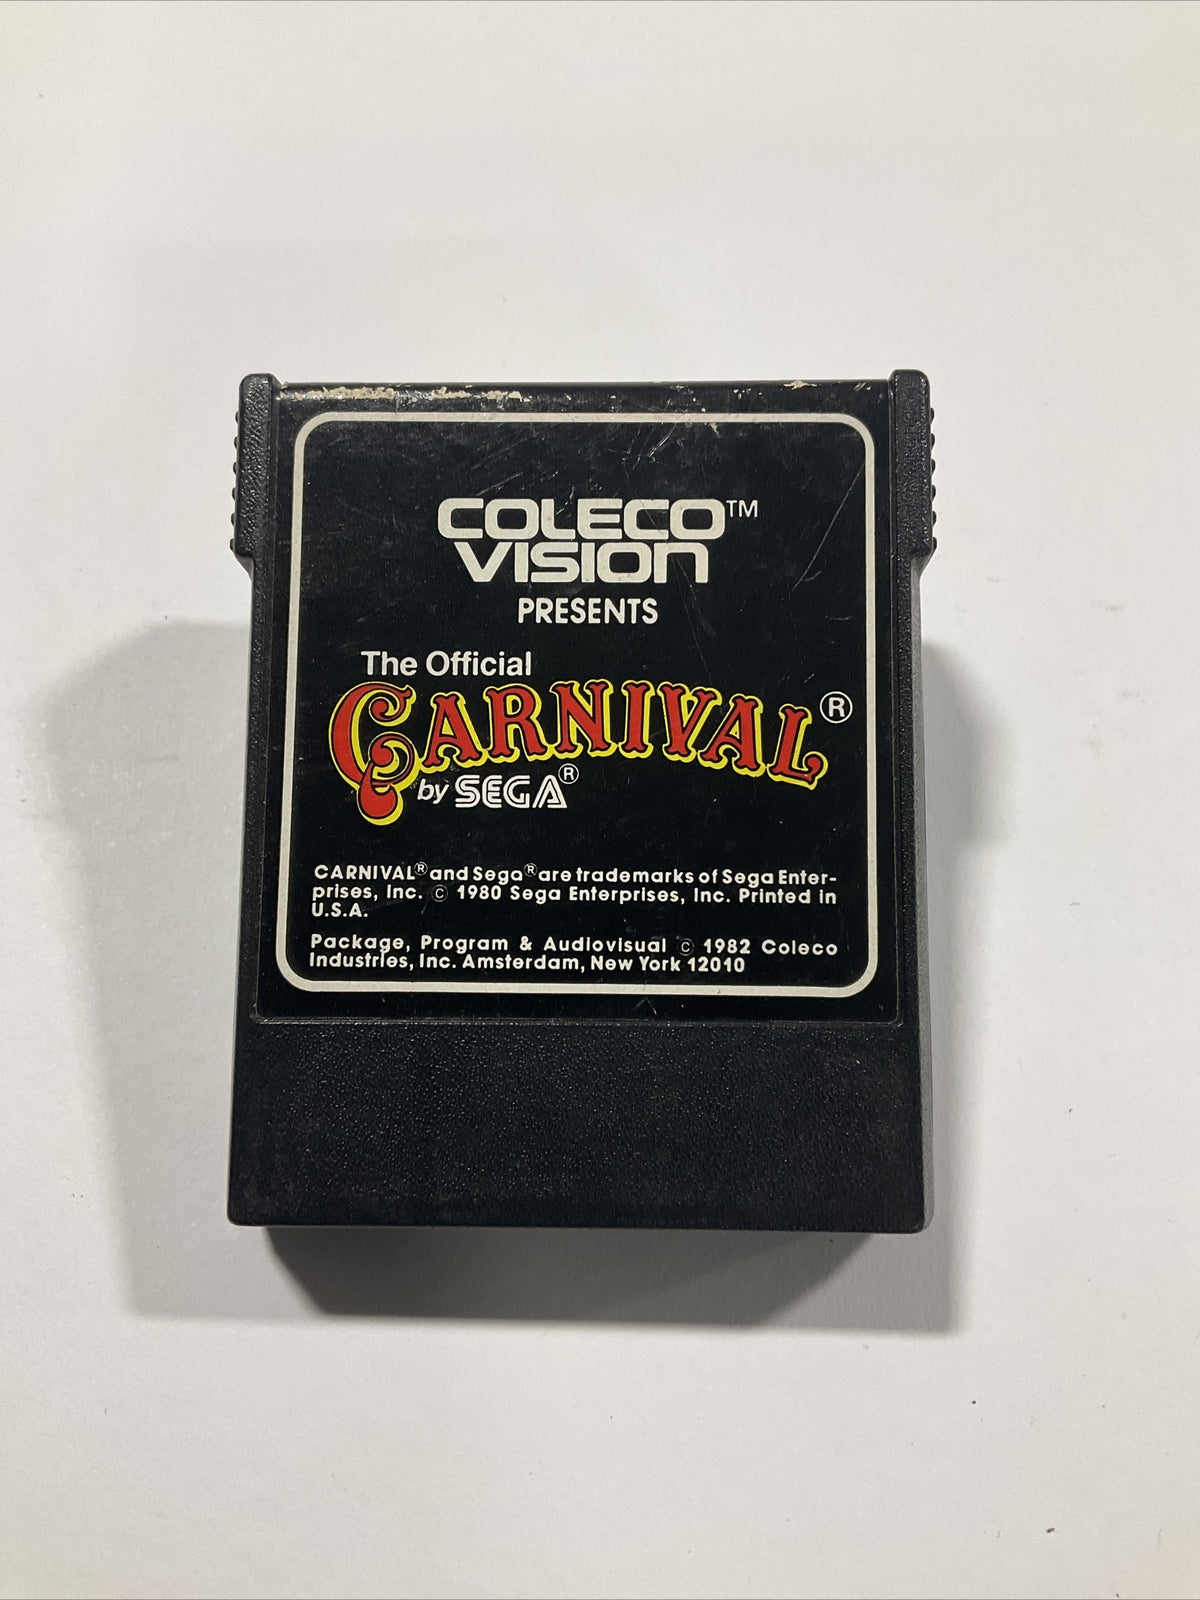 COLECO™
VISION
PRESENTS
The Official
CARNIVAL®
by SEGA®
CARNIVAL® and Sega® are trademarks of Sega Enter-
prises, Inc. © 1980 Sega Enterprises, Inc. Printed in
U.S.A.
Package, Program & Audiovisual © 1982 Coleco
Industries, Inc. Amsterdam, New York 12010